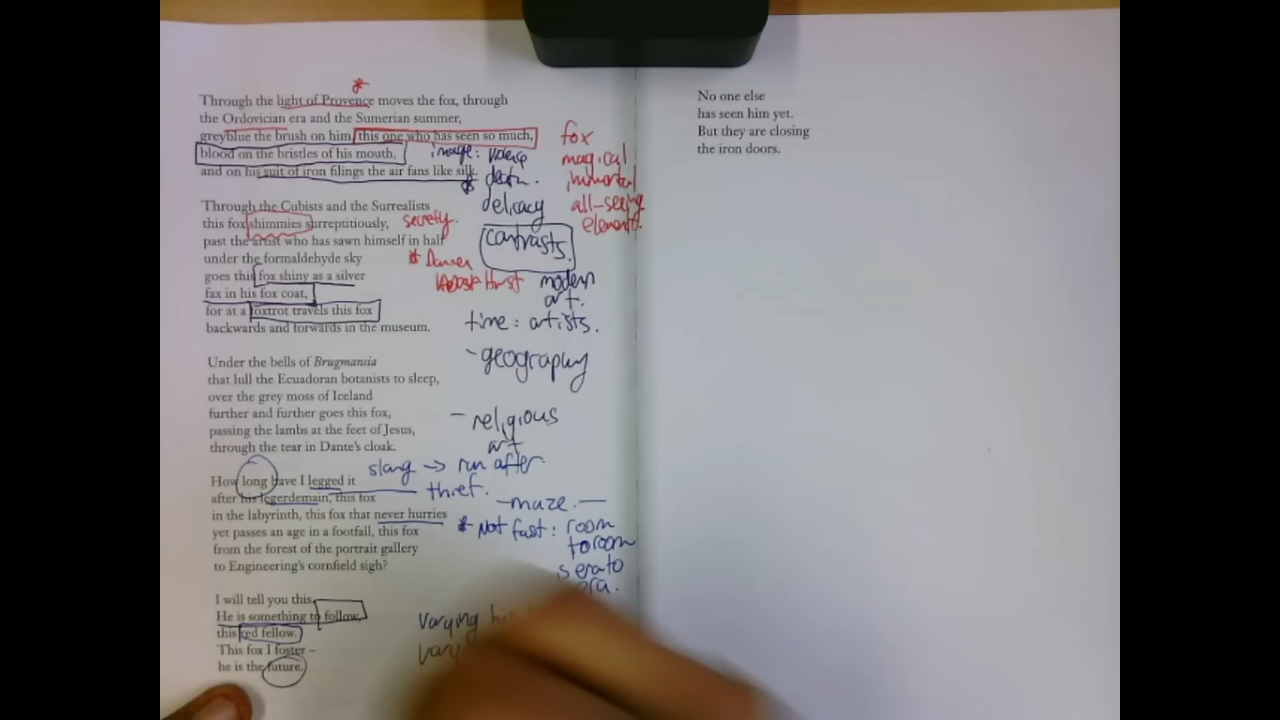 Through the light of Provence moves the fox, through
the Ordovician era and the Sumerian summer,
greyblue the brush on him, this one who has seen so much,
blood on the bristles of his mouth,
and on his suit of iron filings the air fans like silk.
Through the Cubists and the Surrealists
this fox shimmies surreptitiously,
past the artist who has sawn himself in half
under the formaldehyde sky
goes this fox shiny as a silver
fax in his fox coat,
for at a foxtrot travels this fox
backwards and forwards in the museum.
Under the bells of Brugmansia
that lull the Ecuadoran botanists to sleep,
over the grey moss of Iceland
further and further goes this fox,
passing the lambs at the feet of Jesus,
through the tear in Dante's cloak.
How long have I legged it
after his legerdemain, this fox
in the labyrinth, this fox that never hurries
yet passes an age in a footfall, this fox
from the forest of the portrait gallery
to Engineering's cornfield sigh?
I will tell you this.
He is something to follow,
this red fellow.
This fox I foster –
he is the future.
image:
death.
delicacy
contrasts.
fox
magical
immortal
all-seeing
element.
secretly.
Hirst modern
art.
time: artists.
- geography
- religious
art
slang → run after
thief.
- maze. -
* Not fast: room
to room
era.
varying
No one else
has seen him yet.
But they are closing
the iron doors.